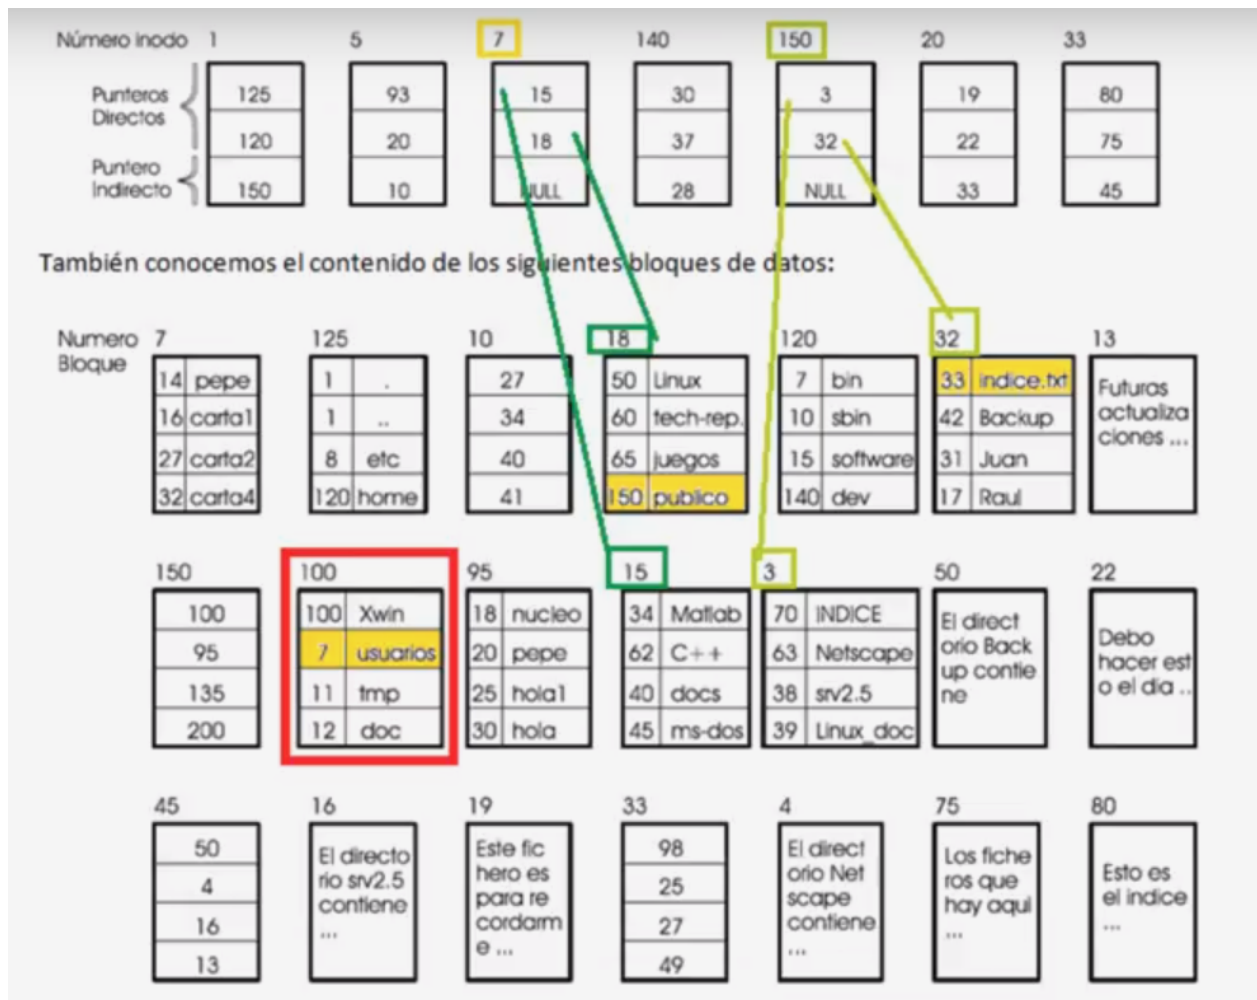 Número inodo 1 5 7 140 150 20 33
Punteros Directos 125 93 15 30 3 19 80
120 20 18 37 32 22 75
Puntero Indirecto 150 10 NULL 28 NULL 33 45
También conocemos el contenido de los siguientes bloques de datos:
Numero Bloque 7 125 10 18 120 32 13
14 pepe 1 . 27 50 Linux 7 bin 33 indice.txt Futuras
16 carta1 1 .. 34 60 tech-rep. 10 sbin 42 Backup actualiza
27 carta2 8 etc 40 65 juegos 15 software 31 Juan ciones ...
32 carta4 120 home 41 150 publico 140 dev 17 Raul
150 100 95 15 3 50 22
100 100 Xwin 18 nucleo 34 Matlab 70 INDICE El direct Debo
95 7 usuarios 20 pepe 62 C++ 63 Netscape orio Back hacer est
135 11 tmp 25 hola1 40 docs 38 srv2.5 up contie o el dia ..
200 12 doc 30 hola 45 ms-dos 39 Linux_doc ne
45 16 19 33 4 75 80
50 El directo Este fic 98 El direct Los fiche Esto es
4 rio srv2.5 hero es 25 orio Net ros que el indice
16 contiene para re 27 scape hay aqui ...
13 ... cordarm 49 contiene ...
e ... ...